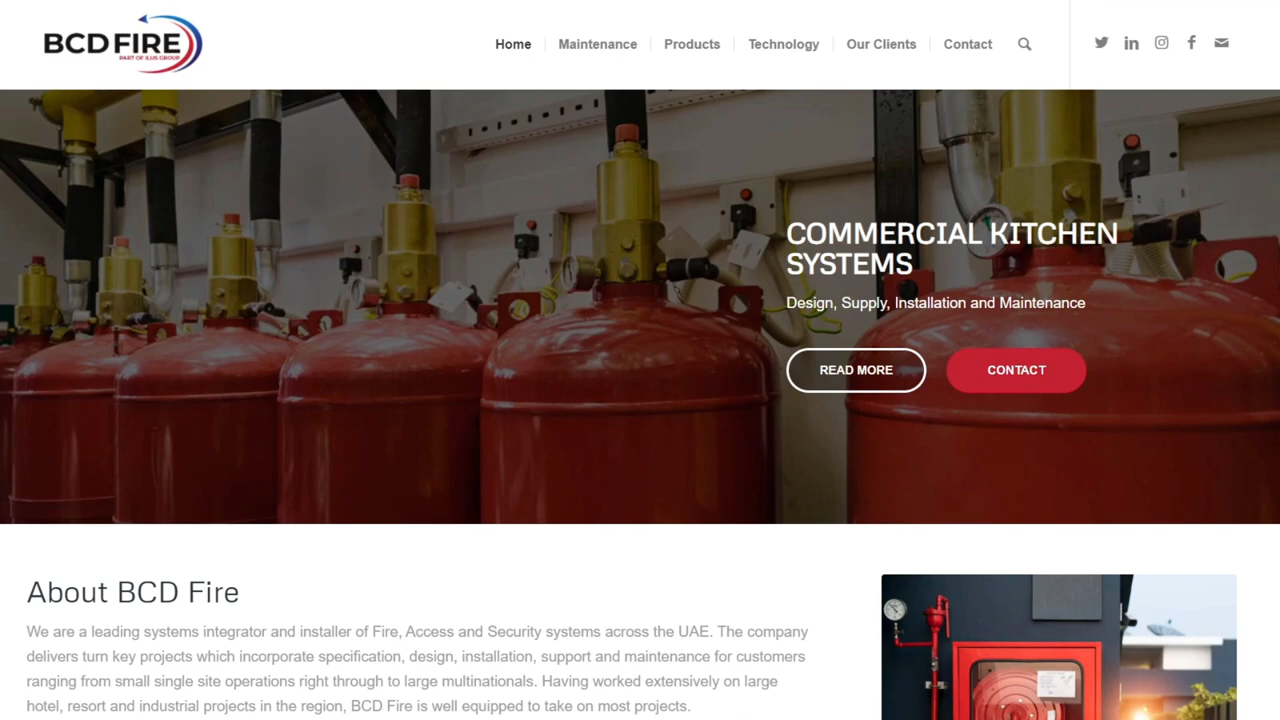 BCD FIRE
PART OF ILUS GROUP
Home
Maintenance
Products
Technology
Our Clients
Contact
COMMERCIAL KITCHEN
SYSTEMS
Design, Supply, Installation and Maintenance
READ MORE
CONTACT
About BCD Fire
We are a leading systems integrator and installer of Fire, Access and Security systems across the UAE. The company
delivers turn key projects which incorporate specification, design, installation, support and maintenance for customers
ranging from small single site operations right through to large multinationals. Having worked extensively on large
hotel, resort and industrial projects in the region, BCD Fire is well equipped to take on most projects.